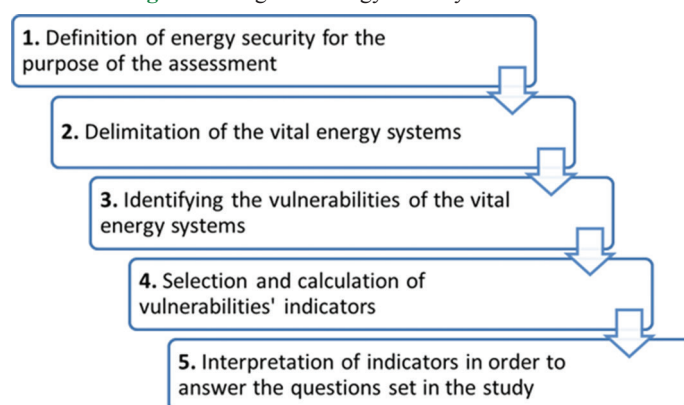 1. Definition of energy security for the
purpose of the assessment
2. Delimitation of the vital energy systems
3. Identifying the vulnerabilities of the vital
energy systems
4. Selection and calculation of
vulnerabilities' indicators
5. Interpretation of indicators in order to
answer the questions set in the study